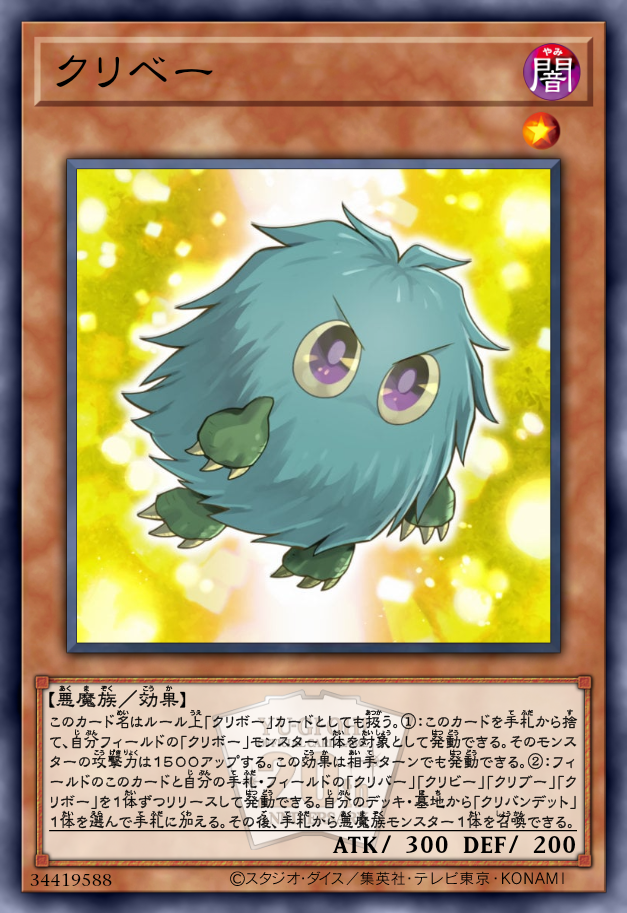 クリベー
やみ
闇
【悪魔族／効果】
このカード名はルール上「クリボー」カードとしても扱う。①：このカードを手札から捨
て、自分フィールドの「クリボー」モンスター１体を対象として発動できる。そのモンス
ターの攻撃力は１５００アップする。この効果は相手ターンでも発動できる。②：フィー
ルドのこのカードと自分の手札・フィールドの「クリバー」「クリビー」「クリブー」「ク
リボー」を１体ずつリリースして発動できる。自分のデッキ・墓地から「クリバンデット」
１体を選んで手札に加える。その後、手札から悪魔族モンスター１体を召喚できる。
ATK/ 300 DEF/ 200
34419588
©スタジオ・ダイス／集英社・テレビ東京・KONAMI